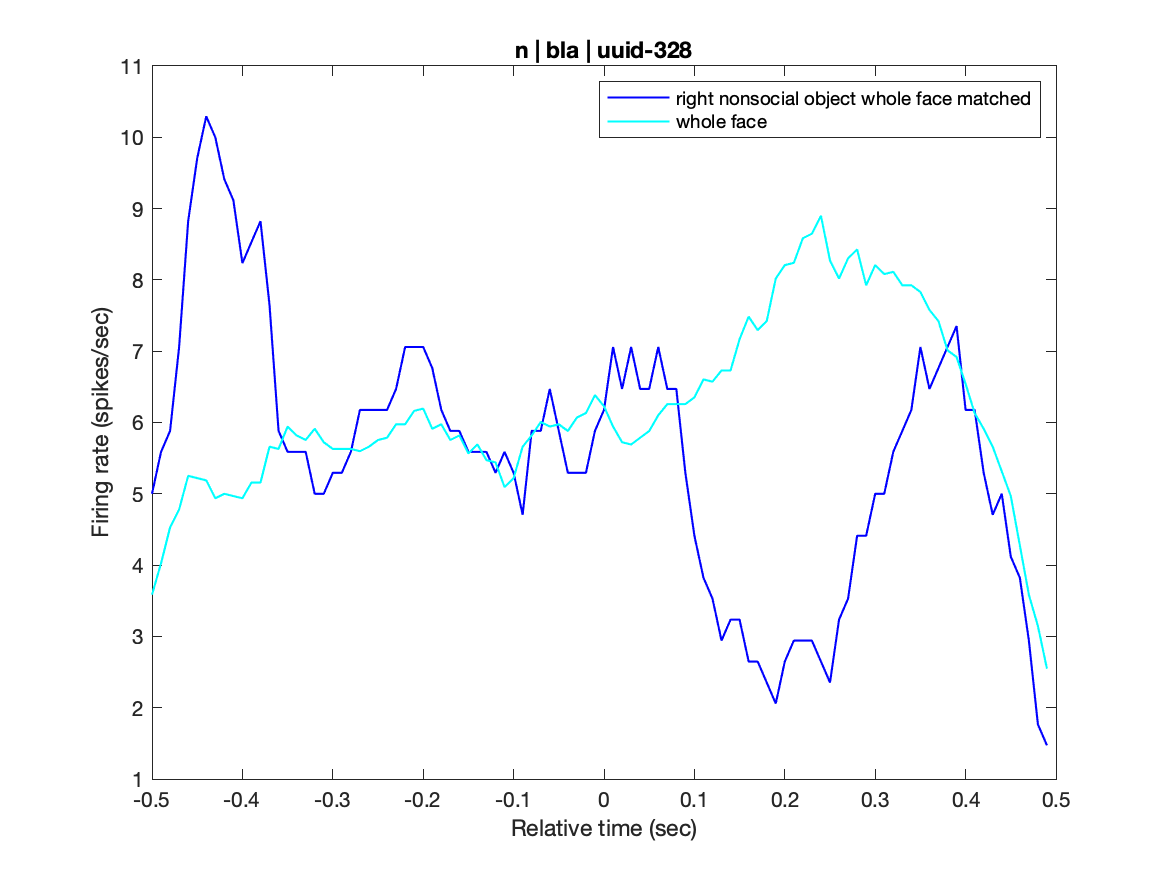 n | bla | uuid-328
right nonsocial object whole face matched
whole face
11
10
9
8
7
6
5
4
3
2
1
Firing rate (spikes/sec)
-0.5 -0.4 -0.3 -0.2 -0.1 0 0.1 0.2 0.3 0.4 0.5
Relative time (sec)